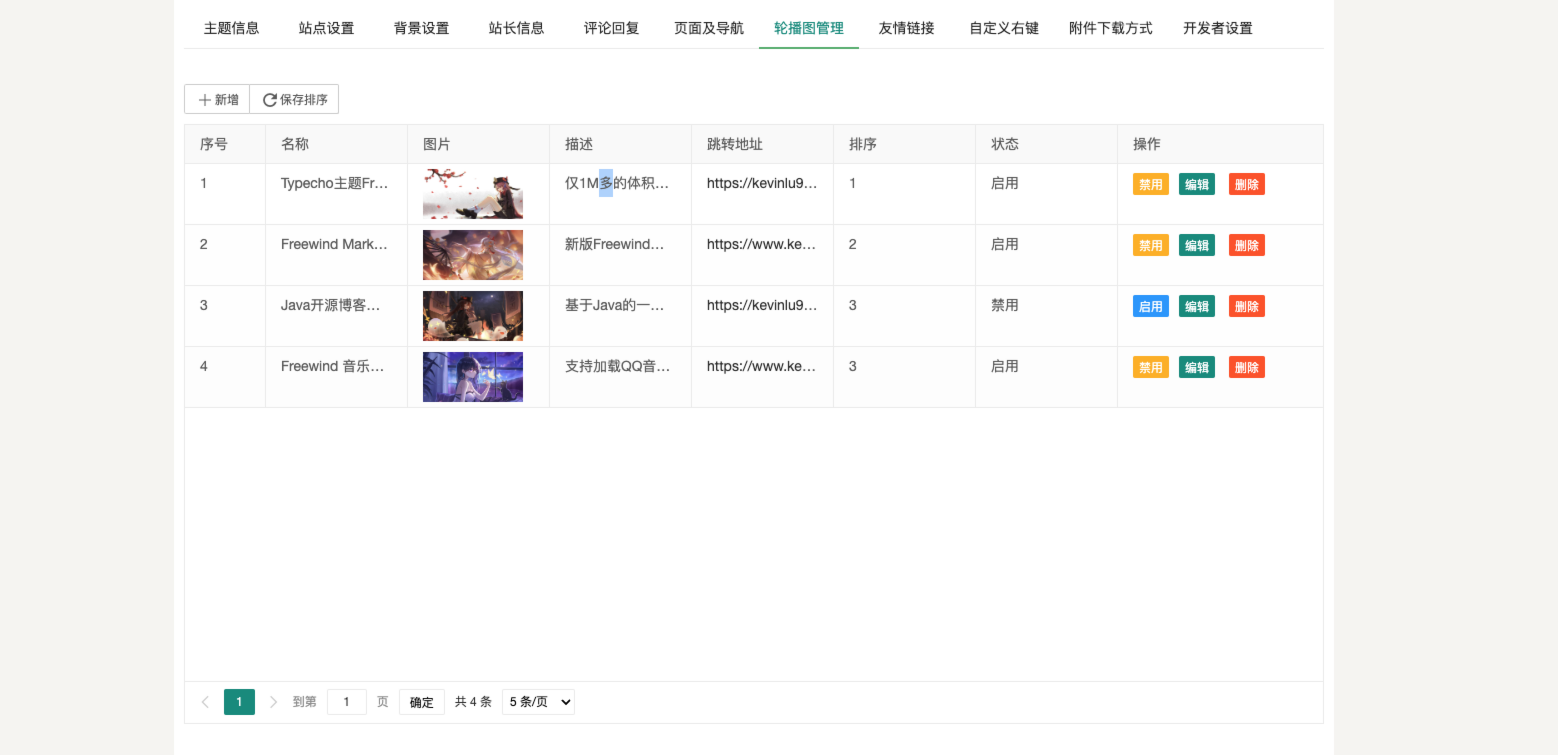 主题信息 站点设置 背景设置 站长信息 评论回复 页面及导航 轮播图管理 友情链接 自定义右键 附件下载方式 开发者设置
新增 保存排序
序号 名称 图片 描述 跳转地址 排序 状态 操作
1 Typecho主题Fr... 仅1M多的体积... https://kevinlu9... 1 启用 禁用 编辑 删除
2 Freewind Mark... 新版Freewind... https://www.ke... 2 启用 禁用 编辑 删除
3 Java开源博客... 基于Java的一... https://kevinlu9... 3 禁用 启用 编辑 删除
4 Freewind 音乐... 支持加载QQ音... https://www.ke... 3 启用 禁用 编辑 删除
1 到第 1 页 确定 共 4 条 5 条/页